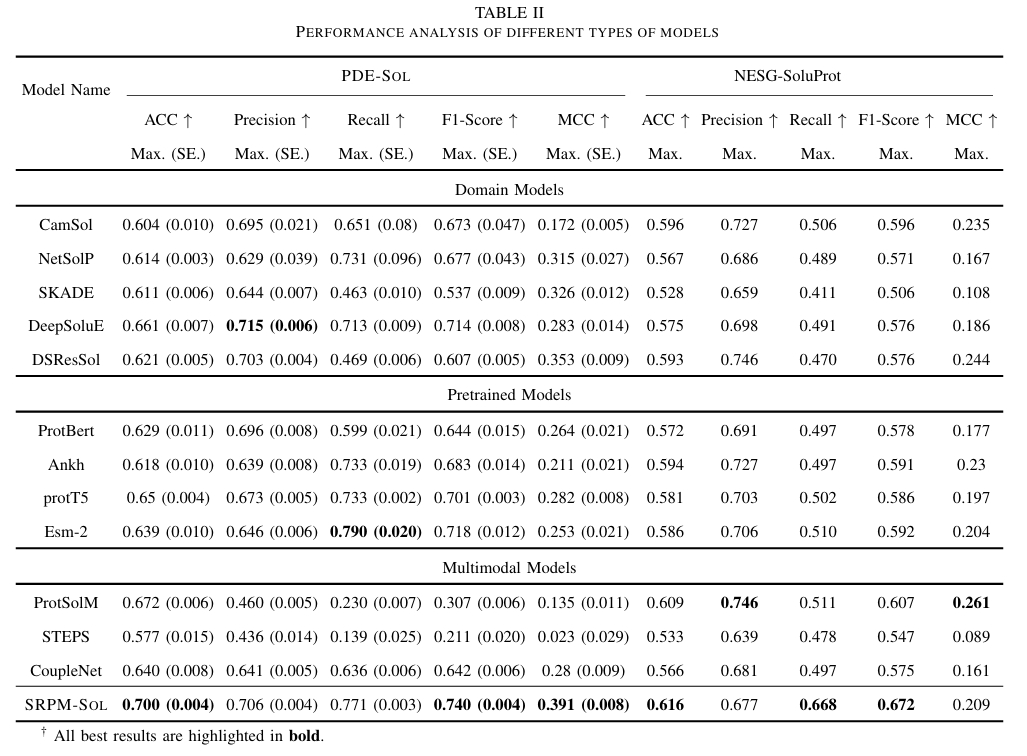 TABLE II
PERFORMANCE ANALYSIS OF DIFFERENT TYPES OF MODELS
Model Name PDE-SOL NESG-SoluProt
ACC ↑ Precision ↑ Recall ↑ F1-Score ↑ MCC ↑ ACC ↑ Precision ↑ Recall ↑ F1-Score ↑ MCC ↑
Max. (SE.) Max. (SE.) Max. (SE.) Max. (SE.) Max. (SE.) Max. Max. Max. Max. Max.
Domain Models
CamSol 0.604 (0.010) 0.695 (0.021) 0.651 (0.08) 0.673 (0.047) 0.172 (0.005) 0.596 0.727 0.506 0.596 0.235
NetSolP 0.614 (0.003) 0.629 (0.039) 0.731 (0.096) 0.677 (0.043) 0.315 (0.027) 0.567 0.686 0.489 0.571 0.167
SKADE 0.611 (0.006) 0.644 (0.007) 0.463 (0.010) 0.537 (0.009) 0.326 (0.012) 0.528 0.659 0.411 0.506 0.108
DeepSoluE 0.661 (0.007) 0.715 (0.006) 0.713 (0.009) 0.714 (0.008) 0.283 (0.014) 0.575 0.698 0.491 0.576 0.186
DSResSol 0.621 (0.005) 0.703 (0.004) 0.469 (0.006) 0.607 (0.005) 0.353 (0.009) 0.593 0.746 0.470 0.576 0.244
Pretrained Models
ProtBert 0.629 (0.011) 0.696 (0.008) 0.599 (0.021) 0.644 (0.015) 0.264 (0.021) 0.572 0.691 0.497 0.578 0.177
Ankh 0.618 (0.010) 0.639 (0.008) 0.733 (0.019) 0.683 (0.014) 0.211 (0.021) 0.594 0.727 0.497 0.591 0.23
protT5 0.65 (0.004) 0.673 (0.005) 0.733 (0.002) 0.701 (0.003) 0.282 (0.008) 0.581 0.703 0.502 0.586 0.197
Esm-2 0.639 (0.010) 0.646 (0.006) 0.790 (0.020) 0.718 (0.012) 0.253 (0.021) 0.586 0.706 0.510 0.592 0.204
Multimodal Models
ProtSolM 0.672 (0.006) 0.460 (0.005) 0.230 (0.007) 0.307 (0.006) 0.135 (0.011) 0.609 0.746 0.511 0.607 0.261
STEPS 0.577 (0.015) 0.436 (0.014) 0.139 (0.025) 0.211 (0.020) 0.023 (0.029) 0.533 0.639 0.478 0.547 0.089
CoupleNet 0.640 (0.008) 0.641 (0.005) 0.636 (0.006) 0.642 (0.006) 0.28 (0.009) 0.566 0.681 0.497 0.575 0.161
SRPM-SOL 0.700 (0.004) 0.706 (0.004) 0.771 (0.003) 0.740 (0.004) 0.391 (0.008) 0.616 0.677 0.668 0.672 0.209
† All best results are highlighted in bold.